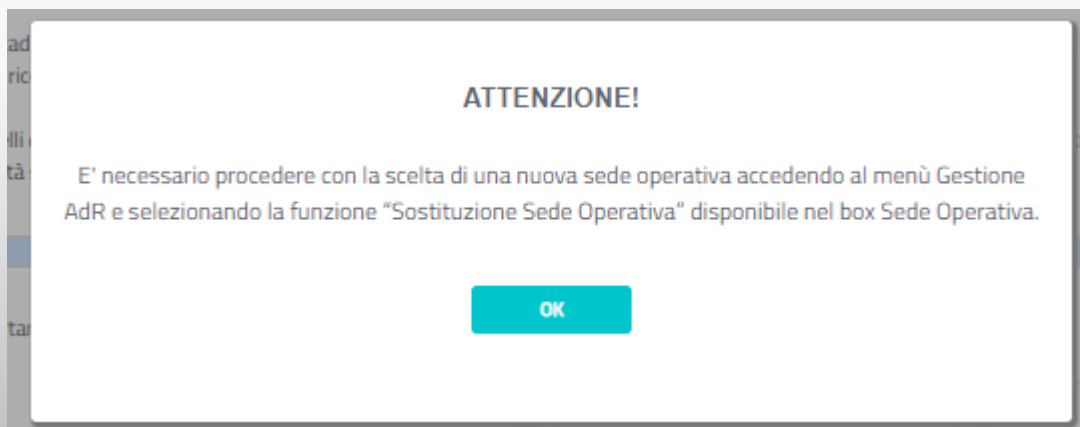 ATTENZIONE!
E' necessario procedere con la scelta di una nuova sede operativa accedendo al menù Gestione
AdR e selezionando la funzione “Sostituzione Sede Operativa” disponibile nel box Sede Operativa.
OK